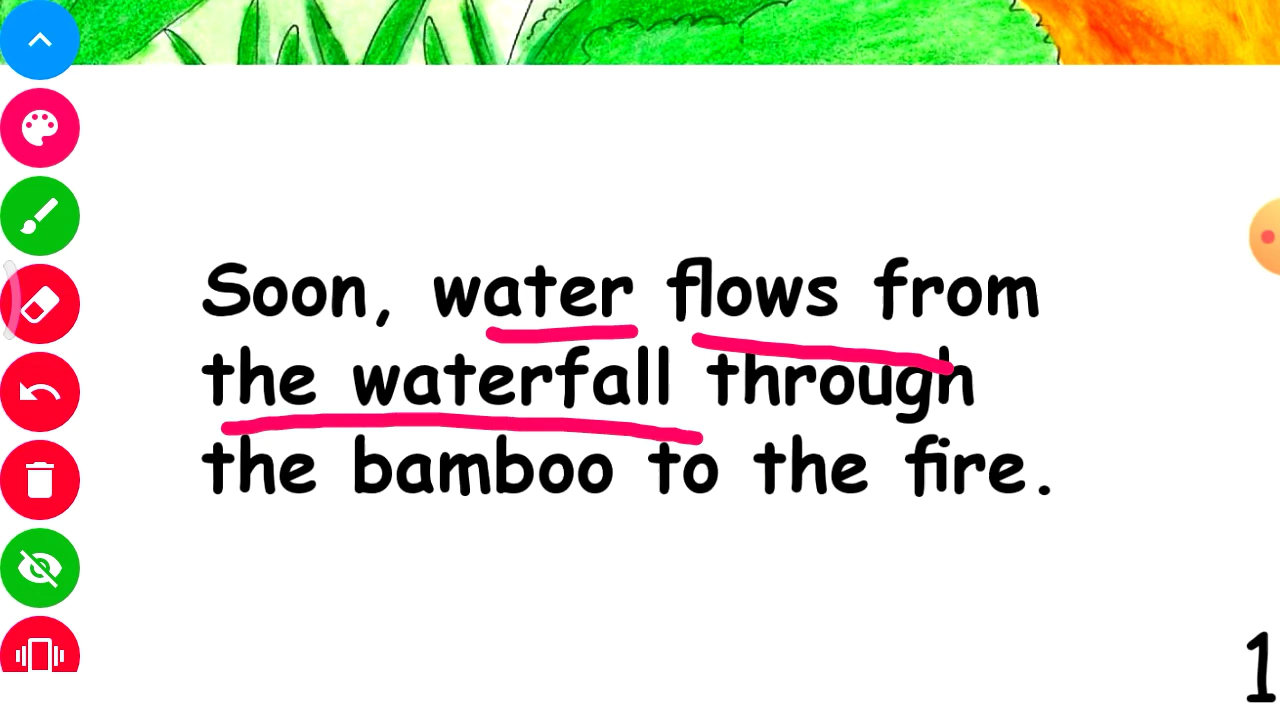 Soon, water flows from
the waterfall through
the bamboo to the fire.
1